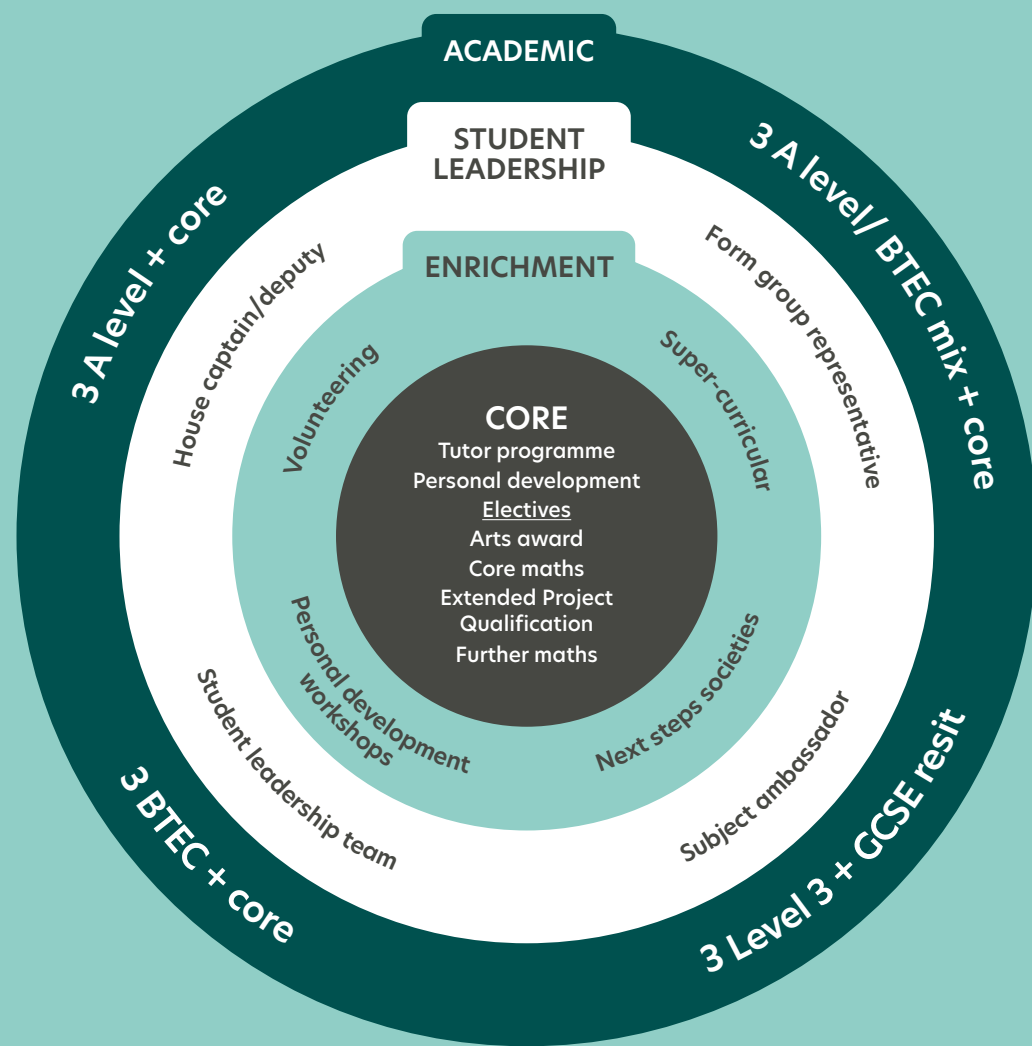 ACADEMIC
3 A level + core
3 A level/ BTEC mix + core
3 BTEC + core
3 Level 3 + GCSE resit
STUDENT
LEADERSHIP
House captain/deputy
Form group representative
Student leadership team
Subject ambassador
ENRICHMENT
Volunteering
Super-curricular
Personal development
workshops
Next steps societies
CORE
Tutor programme
Personal development
Electives
Arts award
Core maths
Extended Project
Qualification
Further maths